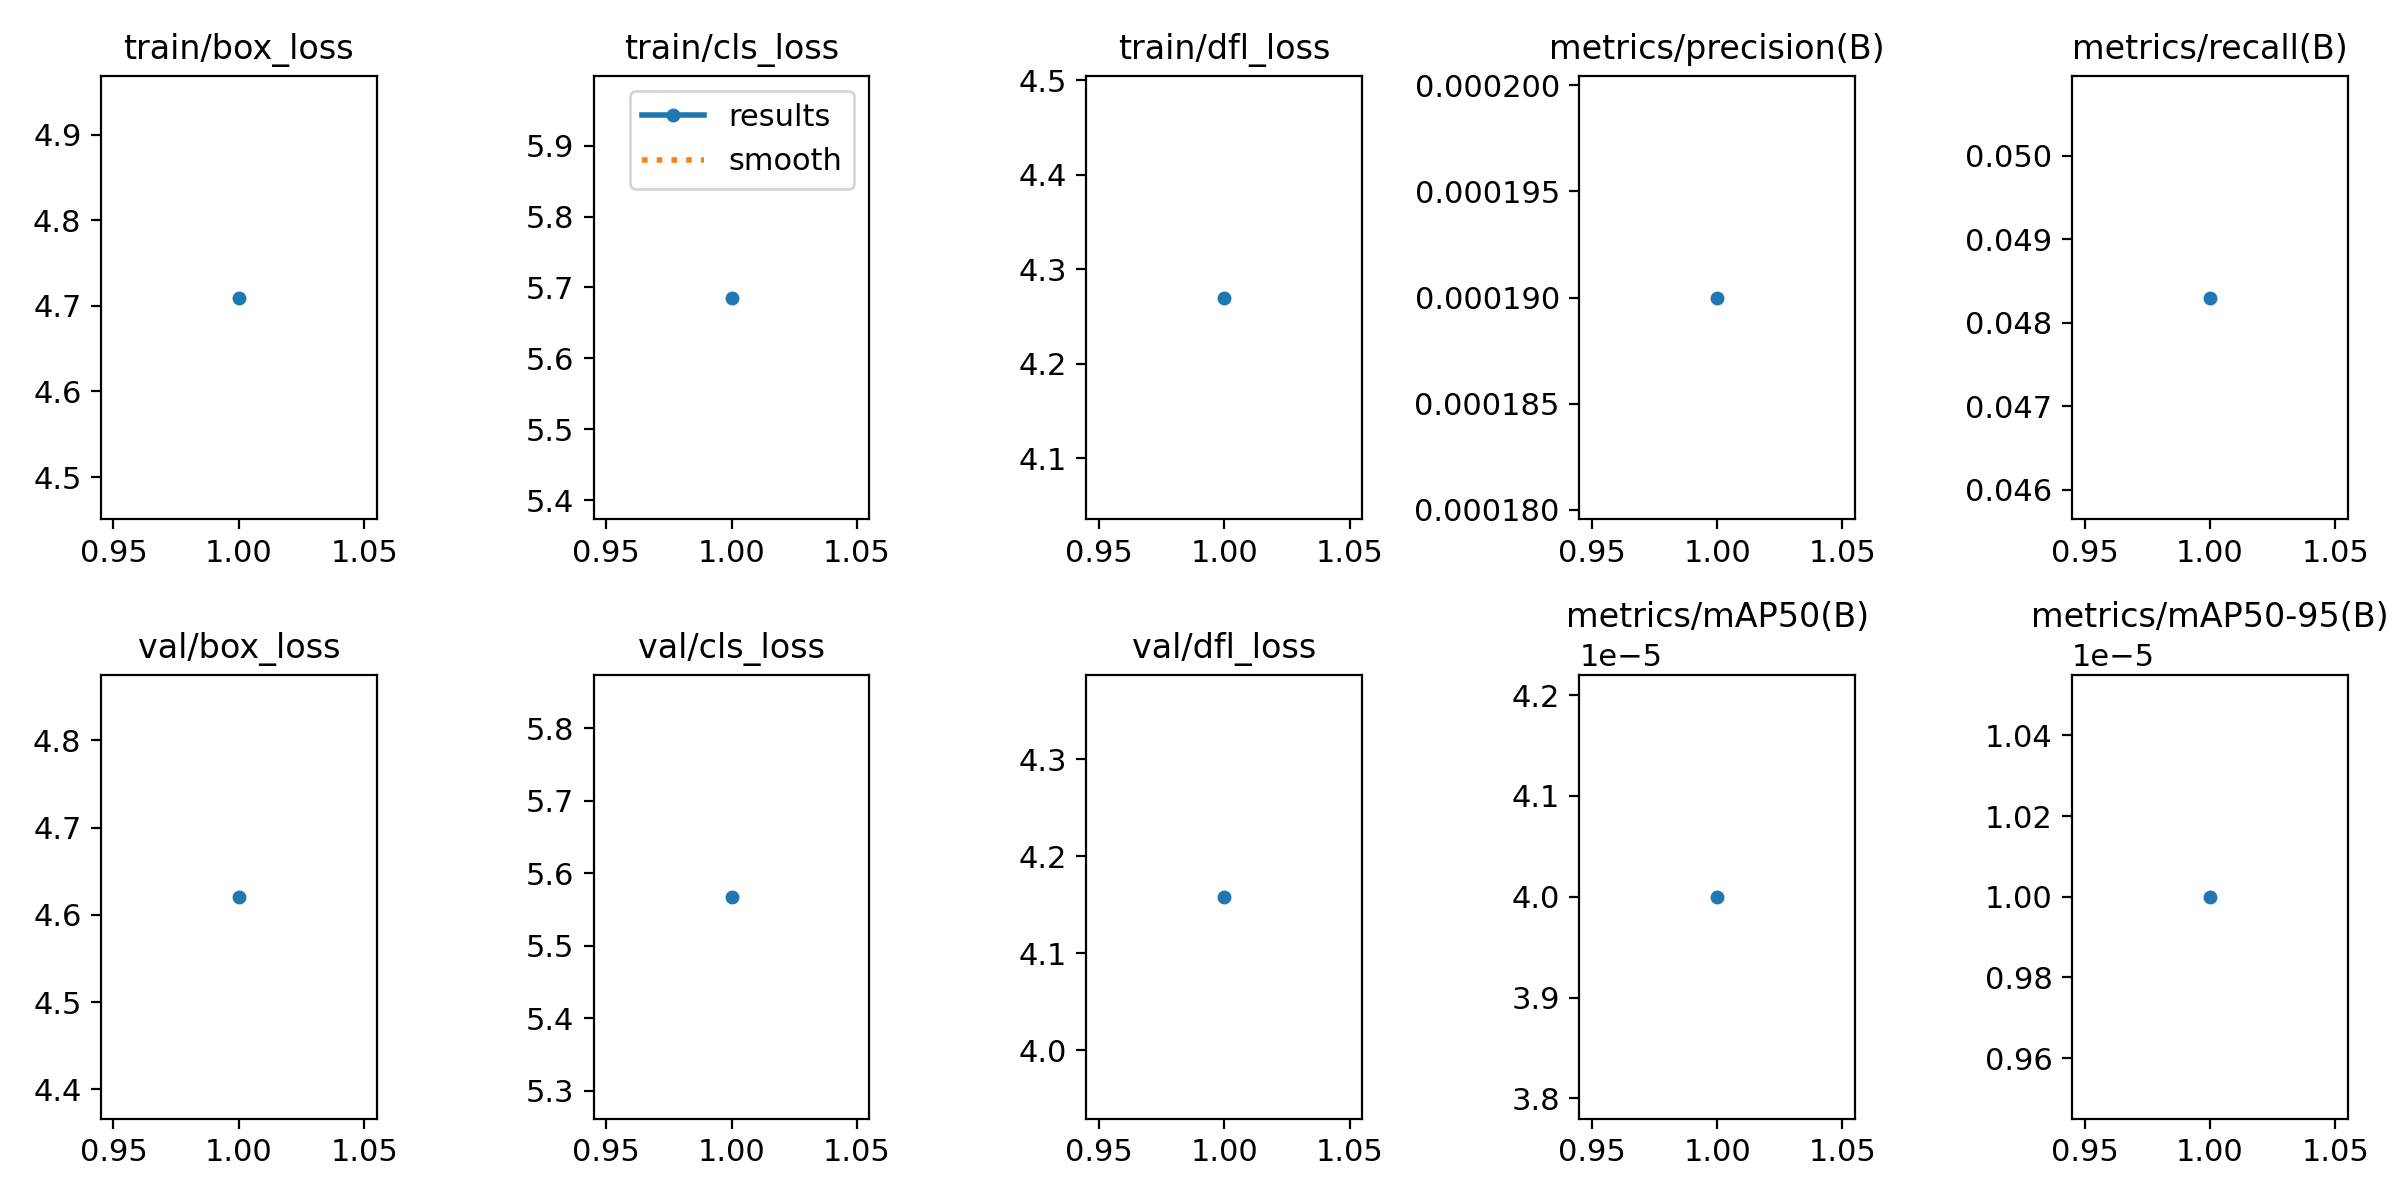 train/box_loss
4.9
4.8
4.7
4.6
4.5
0.95 1.00 1.05
train/cls_loss
results
smooth
5.9
5.8
5.7
5.6
5.5
5.4
0.95 1.00 1.05
train/dfl_loss
4.5
4.4
4.3
4.2
4.1
0.95 1.00 1.05
metrics/precision(B)
0.000200
0.000195
0.000190
0.000185
0.000180
0.95 1.00 1.05
metrics/recall(B)
0.050
0.049
0.048
0.047
0.046
0.95 1.00 1.05
val/box_loss
4.8
4.7
4.6
4.5
4.4
0.95 1.00 1.05
val/cls_loss
5.8
5.7
5.6
5.5
5.4
5.3
0.95 1.00 1.05
val/dfl_loss
4.3
4.2
4.1
4.0
0.95 1.00 1.05
metrics/mAP50(B)
1e−5
4.2
4.1
4.0
3.9
3.8
0.95 1.00 1.05
metrics/mAP50-95(B)
1e−5
1.04
1.02
1.00
0.98
0.96
0.95 1.00 1.05